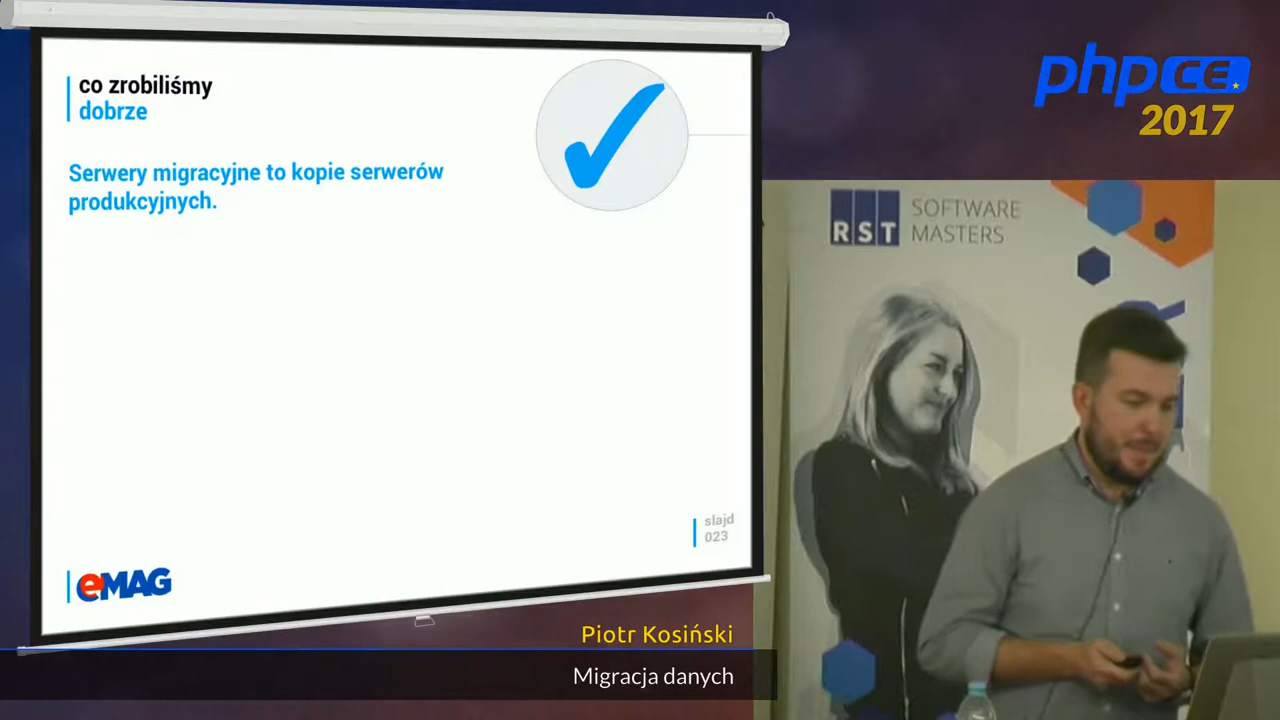 co zrobiliśmy
dobrze
Serwery migracyjne to kopie serwerów
produkcyjnych.
slajd
023
eMAG
Piotr Kosiński
Migracja danych
phpCE
2017
RST
SOFTWARE
MASTERS